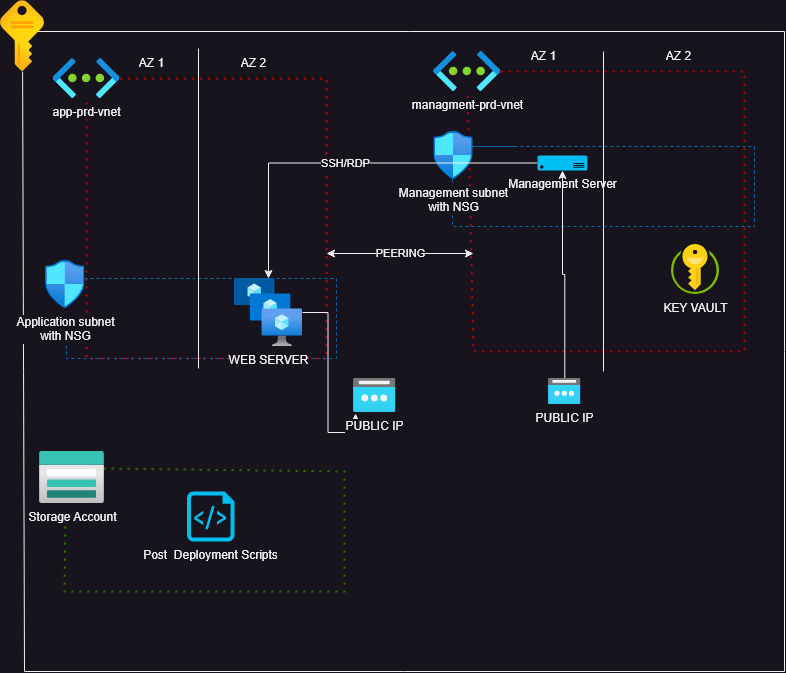 AZ 1
AZ 2
app-prd-vnet
AZ 1
AZ 2
managment-prd-vnet
SSH/RDP
Management Server
Management subnet
with NSG
PEERING
KEY VAULT
Application subnet
with NSG
WEB SERVER
PUBLIC IP
PUBLIC IP
Storage Account
Post  Deployment Scripts